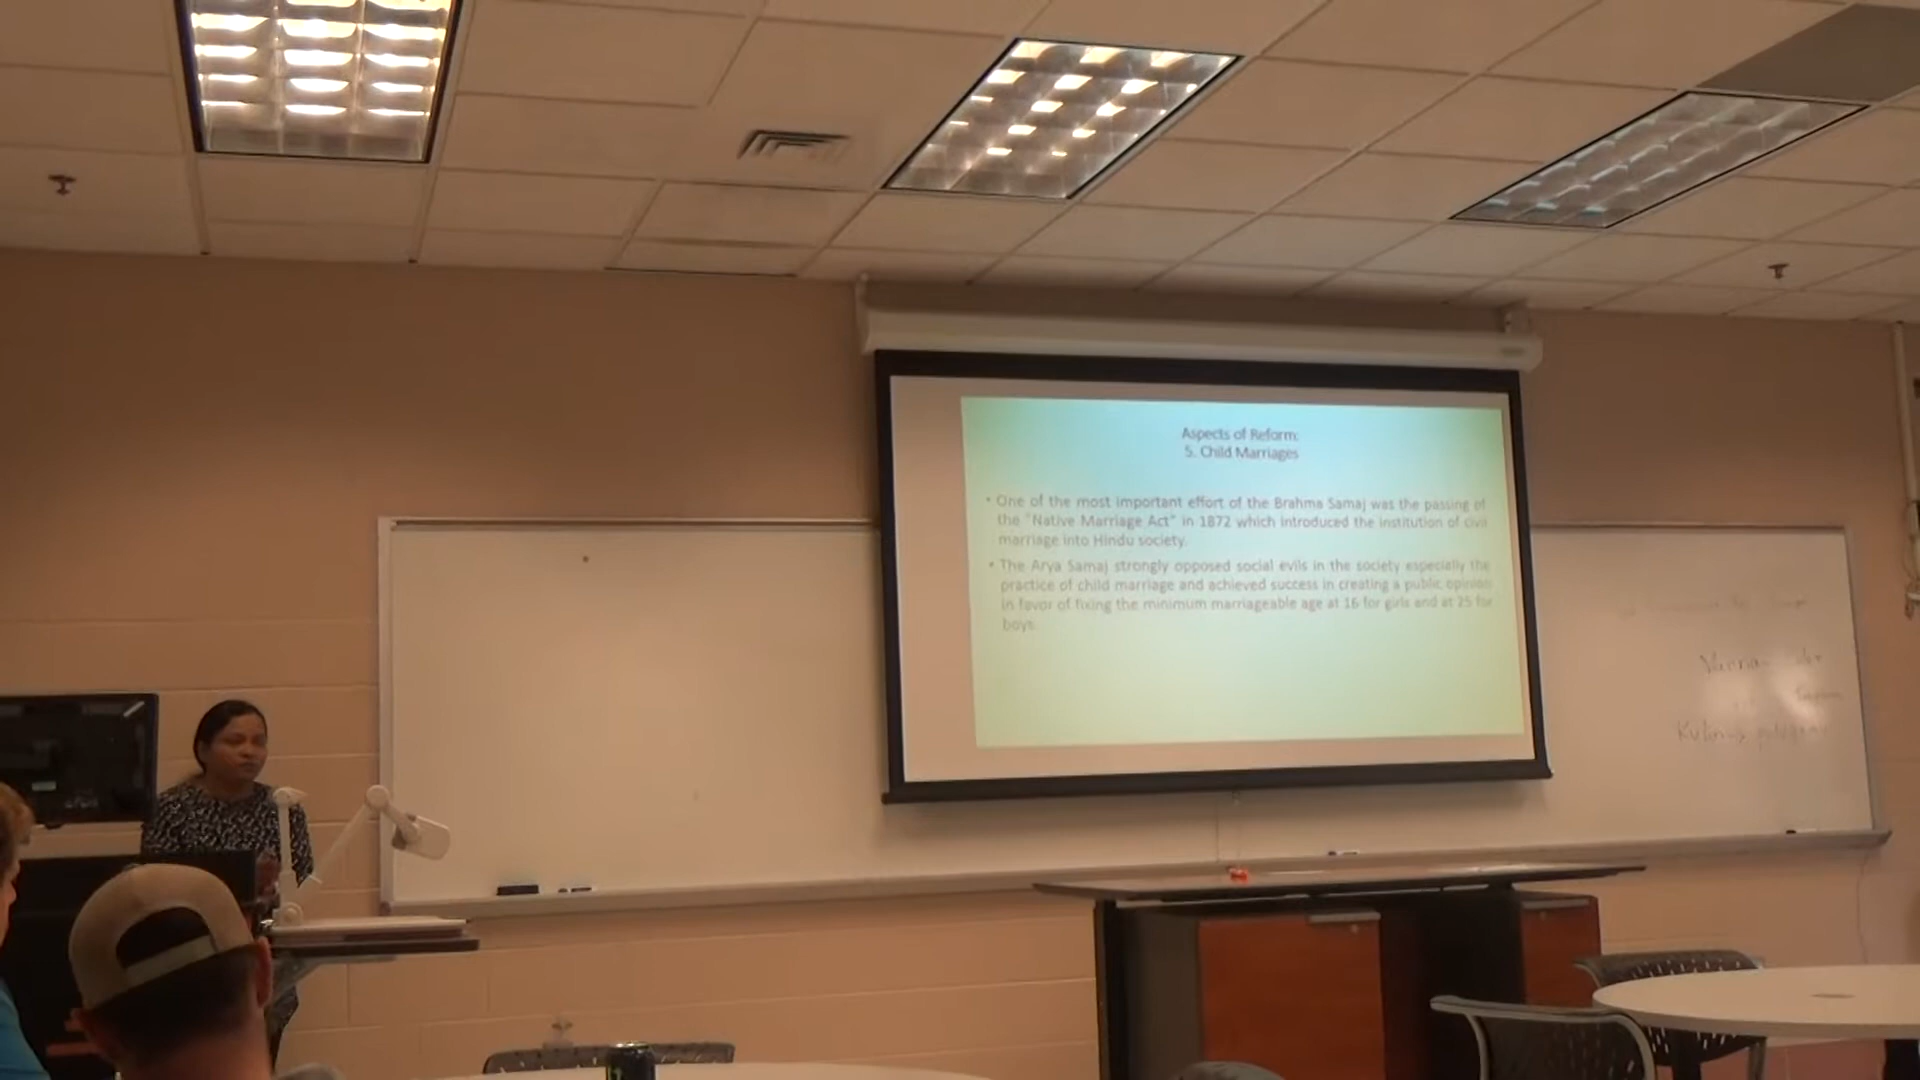 Aspects of Reform:
5. Child Marriages
• One of the most important effort of the Brahma Samaj was the passing of
the "Native Marriage Act" in 1872 which introduced the institution of civil
marriage into Hindu society.
• The Arya Samaj strongly opposed social evils in the society especially the
practice of child marriage and achieved success in creating a public opinion
in favor of fixing the minimum marriageable age at 16 for girls and at 25 for
boys.